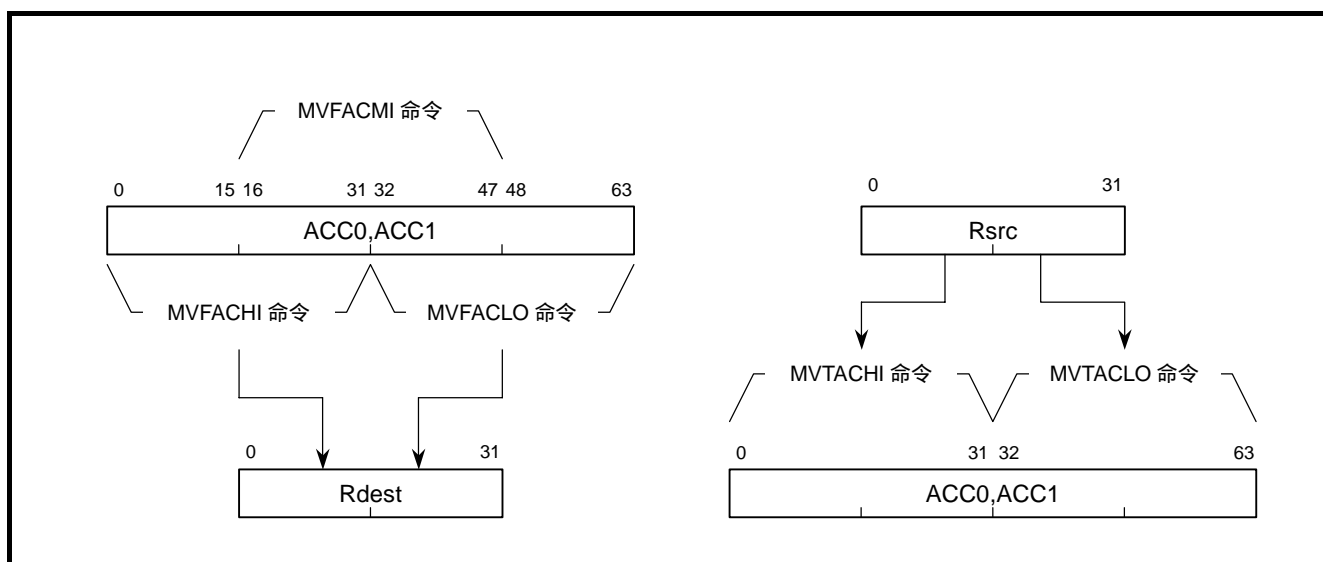 MVFACMI 命令
0 15 16 31 32 47 48 63
ACC0,ACC1
MVFACHI 命令 MVFACLO 命令
0 31
Rdest
0 31
Rsrc
MVTACHI 命令 MVTACLO 命令
0 31 32 63
ACC0,ACC1